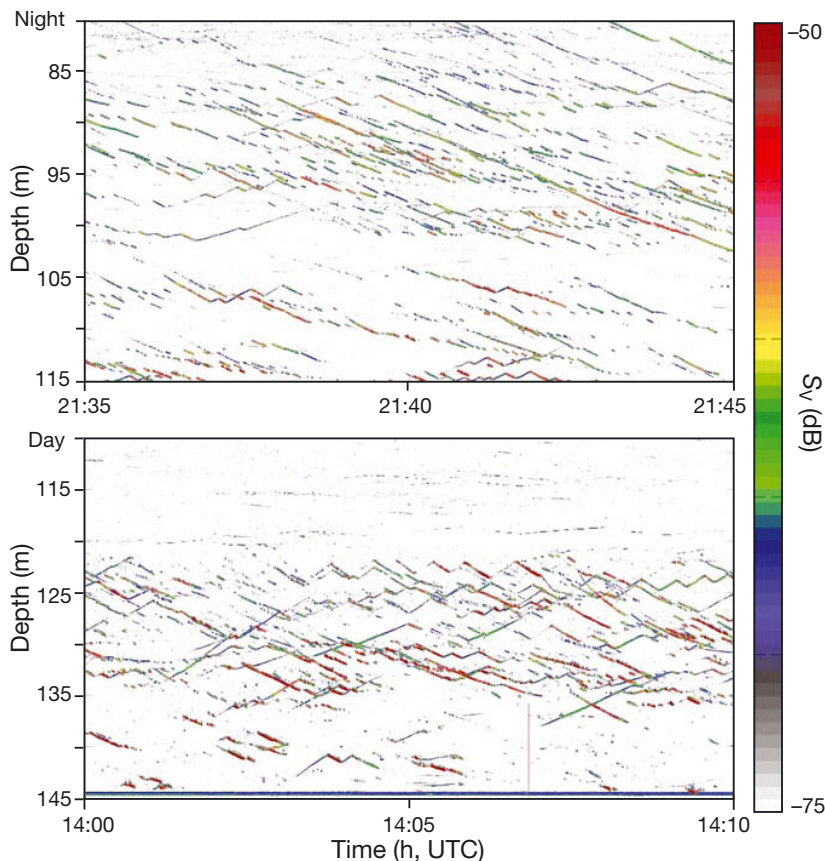 Night
85
95
105
115
Depth (m)
21:35
21:40
21:45
Day
115
125
135
145
Depth (m)
14:00
14:05
14:10
Time (h, UTC)
–50
Sv (dB)
–75